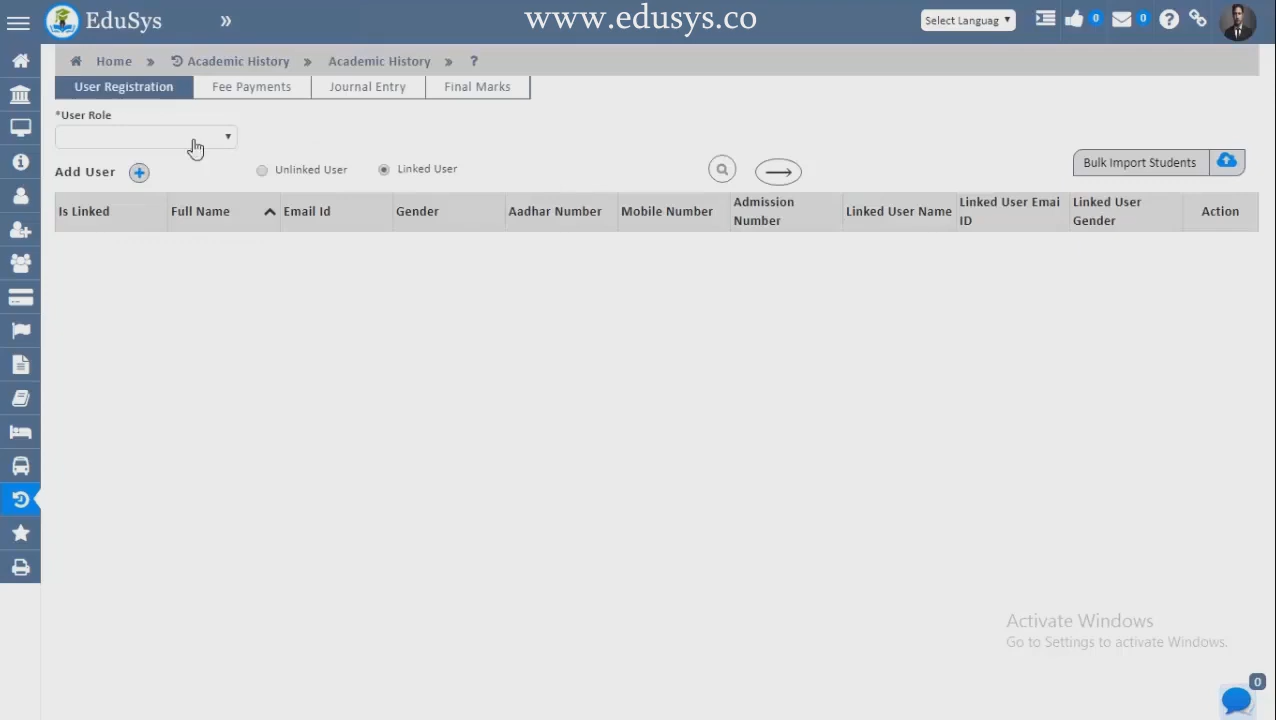 EduSys
»
www.edusys.co
Select Languag
0
0
Home » Academic History » Academic History » ?
User Registration
Fee Payments
Journal Entry
Final Marks
*User Role
Add User
Unlinked User
Linked User
Bulk Import Students
Is Linked
Full Name
Email Id
Gender
Aadhar Number
Mobile Number
Admission
Number
Linked User Name
Linked User Emai
ID
Linked User
Gender
Action
Activate Windows
Go to Settings to activate Windows.
0